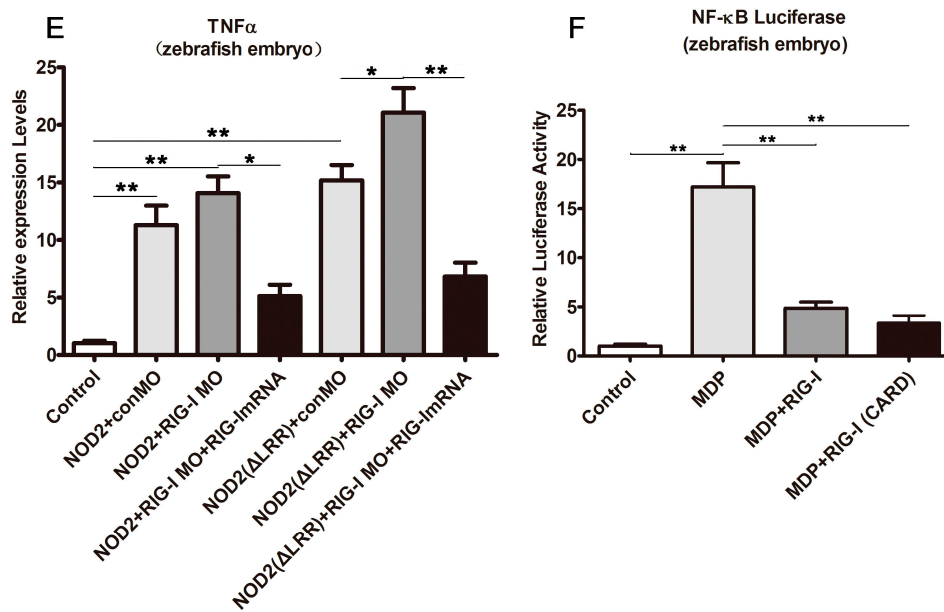 E
TNFα
(zebrafish embryo)
Relative expression Levels
25
20
15
10
5
0
**
**
**
*
*
**
Control
NOD2+conMO
NOD2+RIG-I MO
NOD2+RIG-I MO+RIG-ImRNA
NOD2(ΔLRR)+conMO
NOD2(ΔLRR)+RIG-I MO
NOD2(ΔLRR)+RIG-I MO+RIG-ImRNA
F
NF-κB Luciferase
(zebrafish embryo)
Relative Luciferase Activity
25
20
15
10
5
0
**
**
**
Control
MDP
MDP+RIG-I
MDP+RIG-I (CARD)